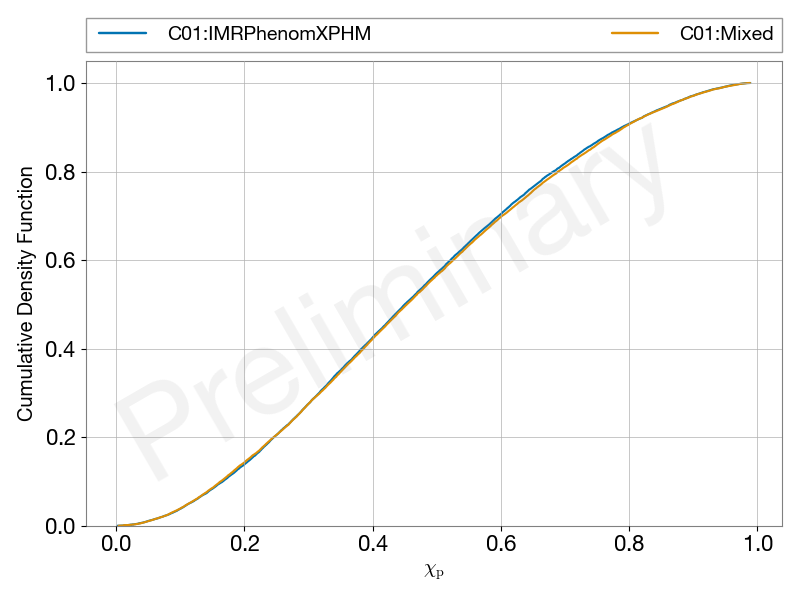 C01:IMRPhenomXPHM C01:Mixed
1.0
0.8
0.6
0.4
0.2
0.0
Cumulative Density Function
Preliminary
0.0 0.2 0.4 0.6 0.8 1.0
χp